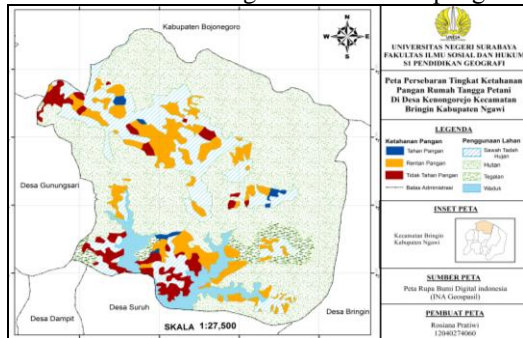 Kabupaten Bojonegoro
N
W
E
S
Desa Gunungsari
Desa Dampit
Desa Suruh
Desa Bringin
SKALA 1:27,500
UNIVERSITAS NEGERI SURABAYA
FAKULTAS ILMU SOSIAL DAN HUKUM
S1 PENDIDIKAN GEOGRAFI
Peta Persebaran Tingkat Ketahanan
Pangan Rumah Tangga Petani
Di Desa Kenongorejo Kecamatan
Bringin Kabupaten Ngawi
LEGENDA
Ketahanan Pangan
Tahan Pangan
Rentan Pangan
Tidak Tahan Pangan
Batas Administrasi
Penggunaan Lahan
Sawah Tadah
Hujan
Hutan
Tegalan
Waduk
INSET PETA
Kecamatan Bringin
Kabupaten Ngawi
SUMBER PETA
Peta Rupa Bumi Digital indonesia
(INA Geospasil)
PEMBUAT PETA
Rosiana Pratiwi
12040274060